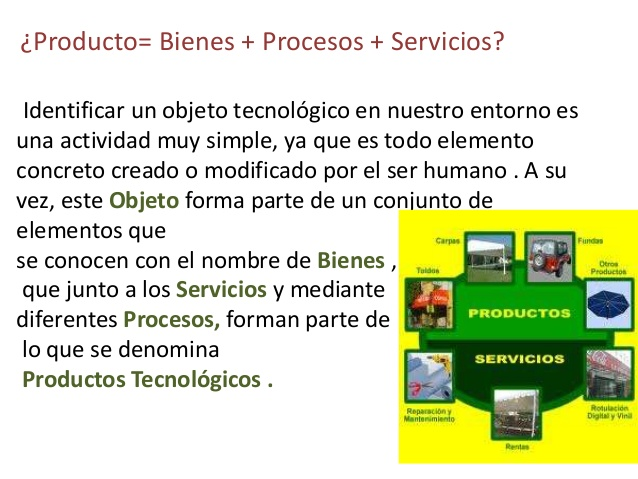 ¿Producto= Bienes + Procesos + Servicios?
Identificar un objeto tecnológico en nuestro entorno es
una actividad muy simple, ya que es todo elemento
concreto creado o modificado por el ser humano . A su
vez, este Objeto forma parte de un conjunto de
elementos que
se conocen con el nombre de Bienes ,
que junto a los Servicios y mediante
diferentes Procesos, forman parte de
lo que se denomina
Productos Tecnológicos .
Carpas
Fundas
Toldos
Otros
Productos
PRODUCTOS
SERVICIOS
Reparación y
Mantenimiento
Rotulación
Digital y Vinil
Rentas